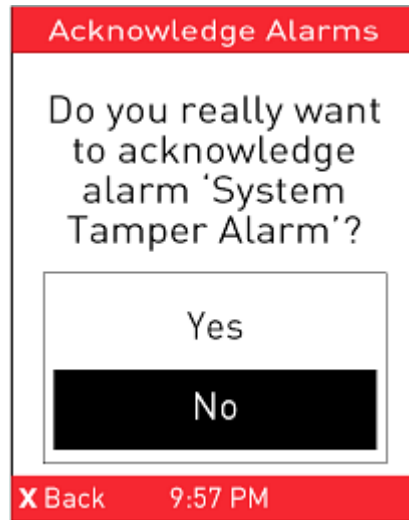 Acknowledge Alarms
Do you really want
to acknowledge
alarm ‘System
Tamper Alarm’?
Yes
No
X Back 9:57 PM